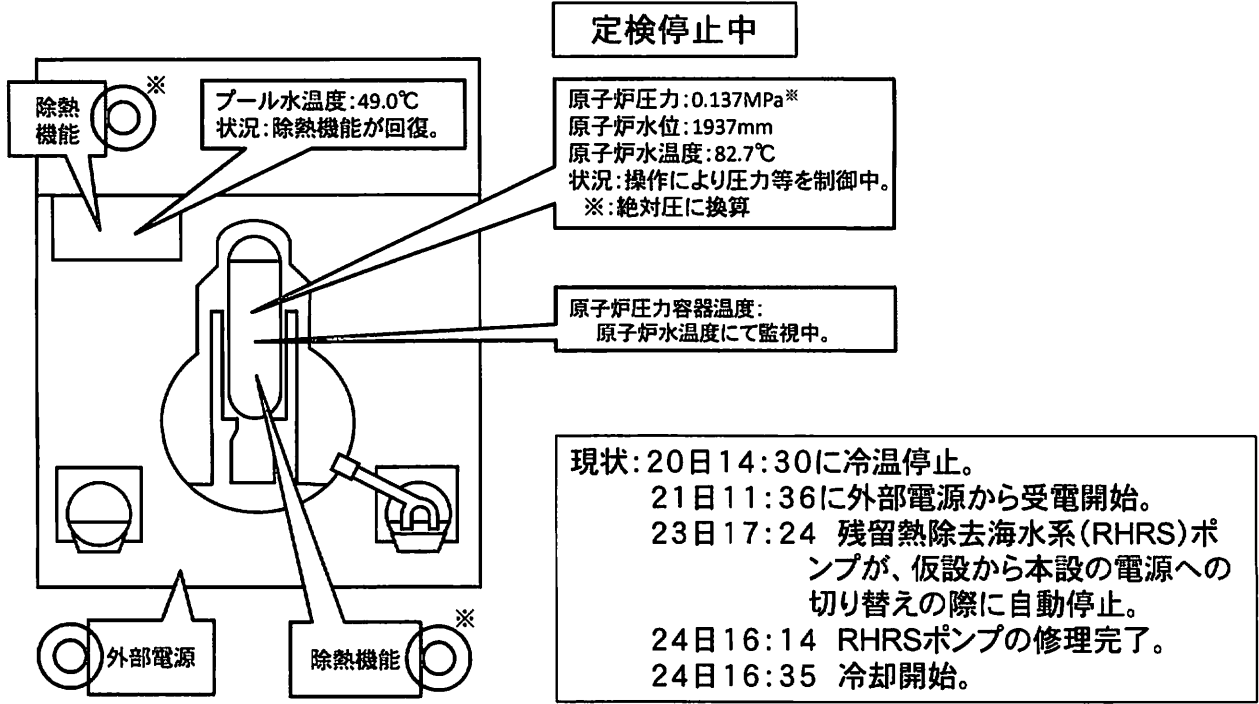 定検停止中
※
除熱
機能
プール水温度:49.0℃
状況:除熱機能が回復。
原子炉圧力:0.137MPa※
原子炉水位:1937mm
原子炉水温度:82.7℃
状況:操作により圧力等を制御中。
※:絶対圧に換算
原子炉圧力容器温度:
原子炉水温度にて監視中。
現状:20日14:30に冷温停止。
21日11:36に外部電源から受電開始。
23日17:24 残留熱除去海水系(RHRS)ポ
ンプが、仮設から本設の電源への
切り替えの際に自動停止。
24日16:14 RHRSポンプの修理完了。
24日16:35 冷却開始。
外部電源
除熱機能
※